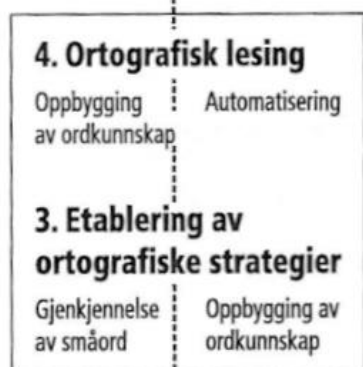 4. Ortografisk lesing
Oppbygging
av ordkunnskap
Automatisering
3. Etablering av
ortografiske strategier
Gjenkjennelse
av småord
Oppbygging av
ordkunnskap